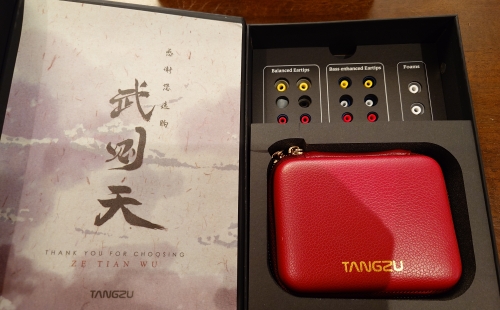 感谢您选购
武则天
THANK YOU FOR CHOOSING
ZE TIAN WU
TANGZU
Balanced Eartips
Bass-enhanced Eartips
Foams
TANGZU